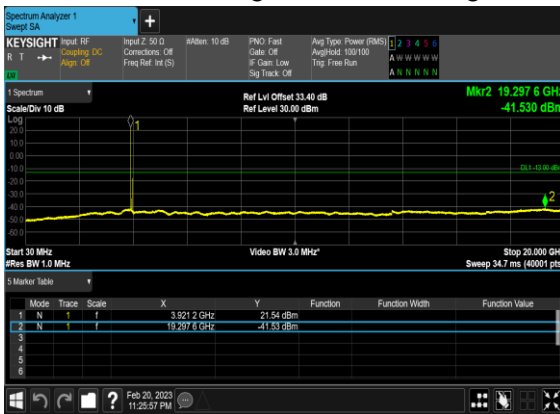 Spectrum Analyzer 1
Swept SA
KEYSIGHT Input: RF Input Z: 50 Ω #Atten: 10 dB PNO: Fast Avg Type: Power (RMS) 1 2 3 4 5 6
R T Coupling: DC Corrections: Off Gate: Off Avg|Hold: 100/100 A W W W W W
Align: Off Freq Ref: Int (S) IF Gain: Low Trig: Free Run
LV Sig Track: Off A N N N N N
1 Spectrum Ref Lvl Offset 33.40 dB Mkr2 19.297 6 GHz
Scale/Div 10 dB Ref Level 30.00 dBm -41.530 dBm
Log
20.0 1
10.0
0.00
-10.0 DL1 -13.00 dBm
-20.0
-30.0
-40.0 2
-50.0
-60.0
Start 30 MHz Video BW 3.0 MHz* Stop 20.000 GH
#Res BW 1.0 MHz Sweep 34.7 ms (40001 pts
5 Marker Table
Mode Trace Scale X Y Function Function Width Function Value
1 N 1 f 3.921 2 GHz 21.54 dBm
2 N 1 f 19.297 6 GHz -41.53 dBm
3
4
5
6
? Feb 20, 2023
11:25:57 PM